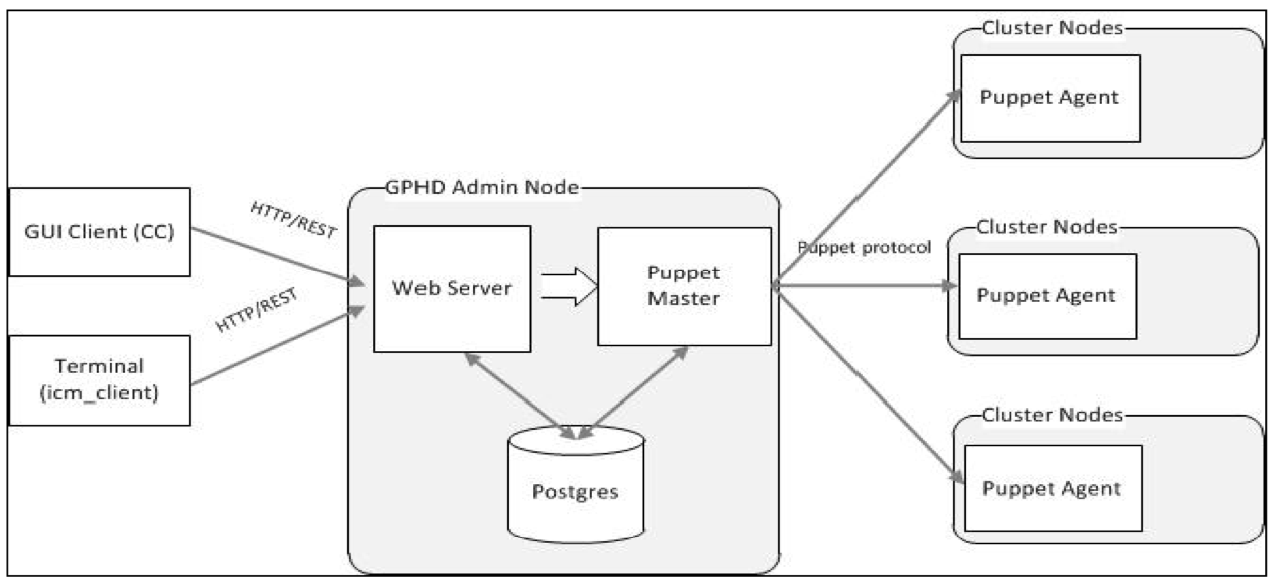 Cluster Nodes
Puppet Agent
GPHD Admin Node
HTTP/REST
GUI Client (CC)
Cluster Nodes
Puppet protocol
Web Server
Puppet
Master
Puppet Agent
HTTP/REST
Terminal
(icm_client)
Cluster Nodes
Postgres
Puppet Agent